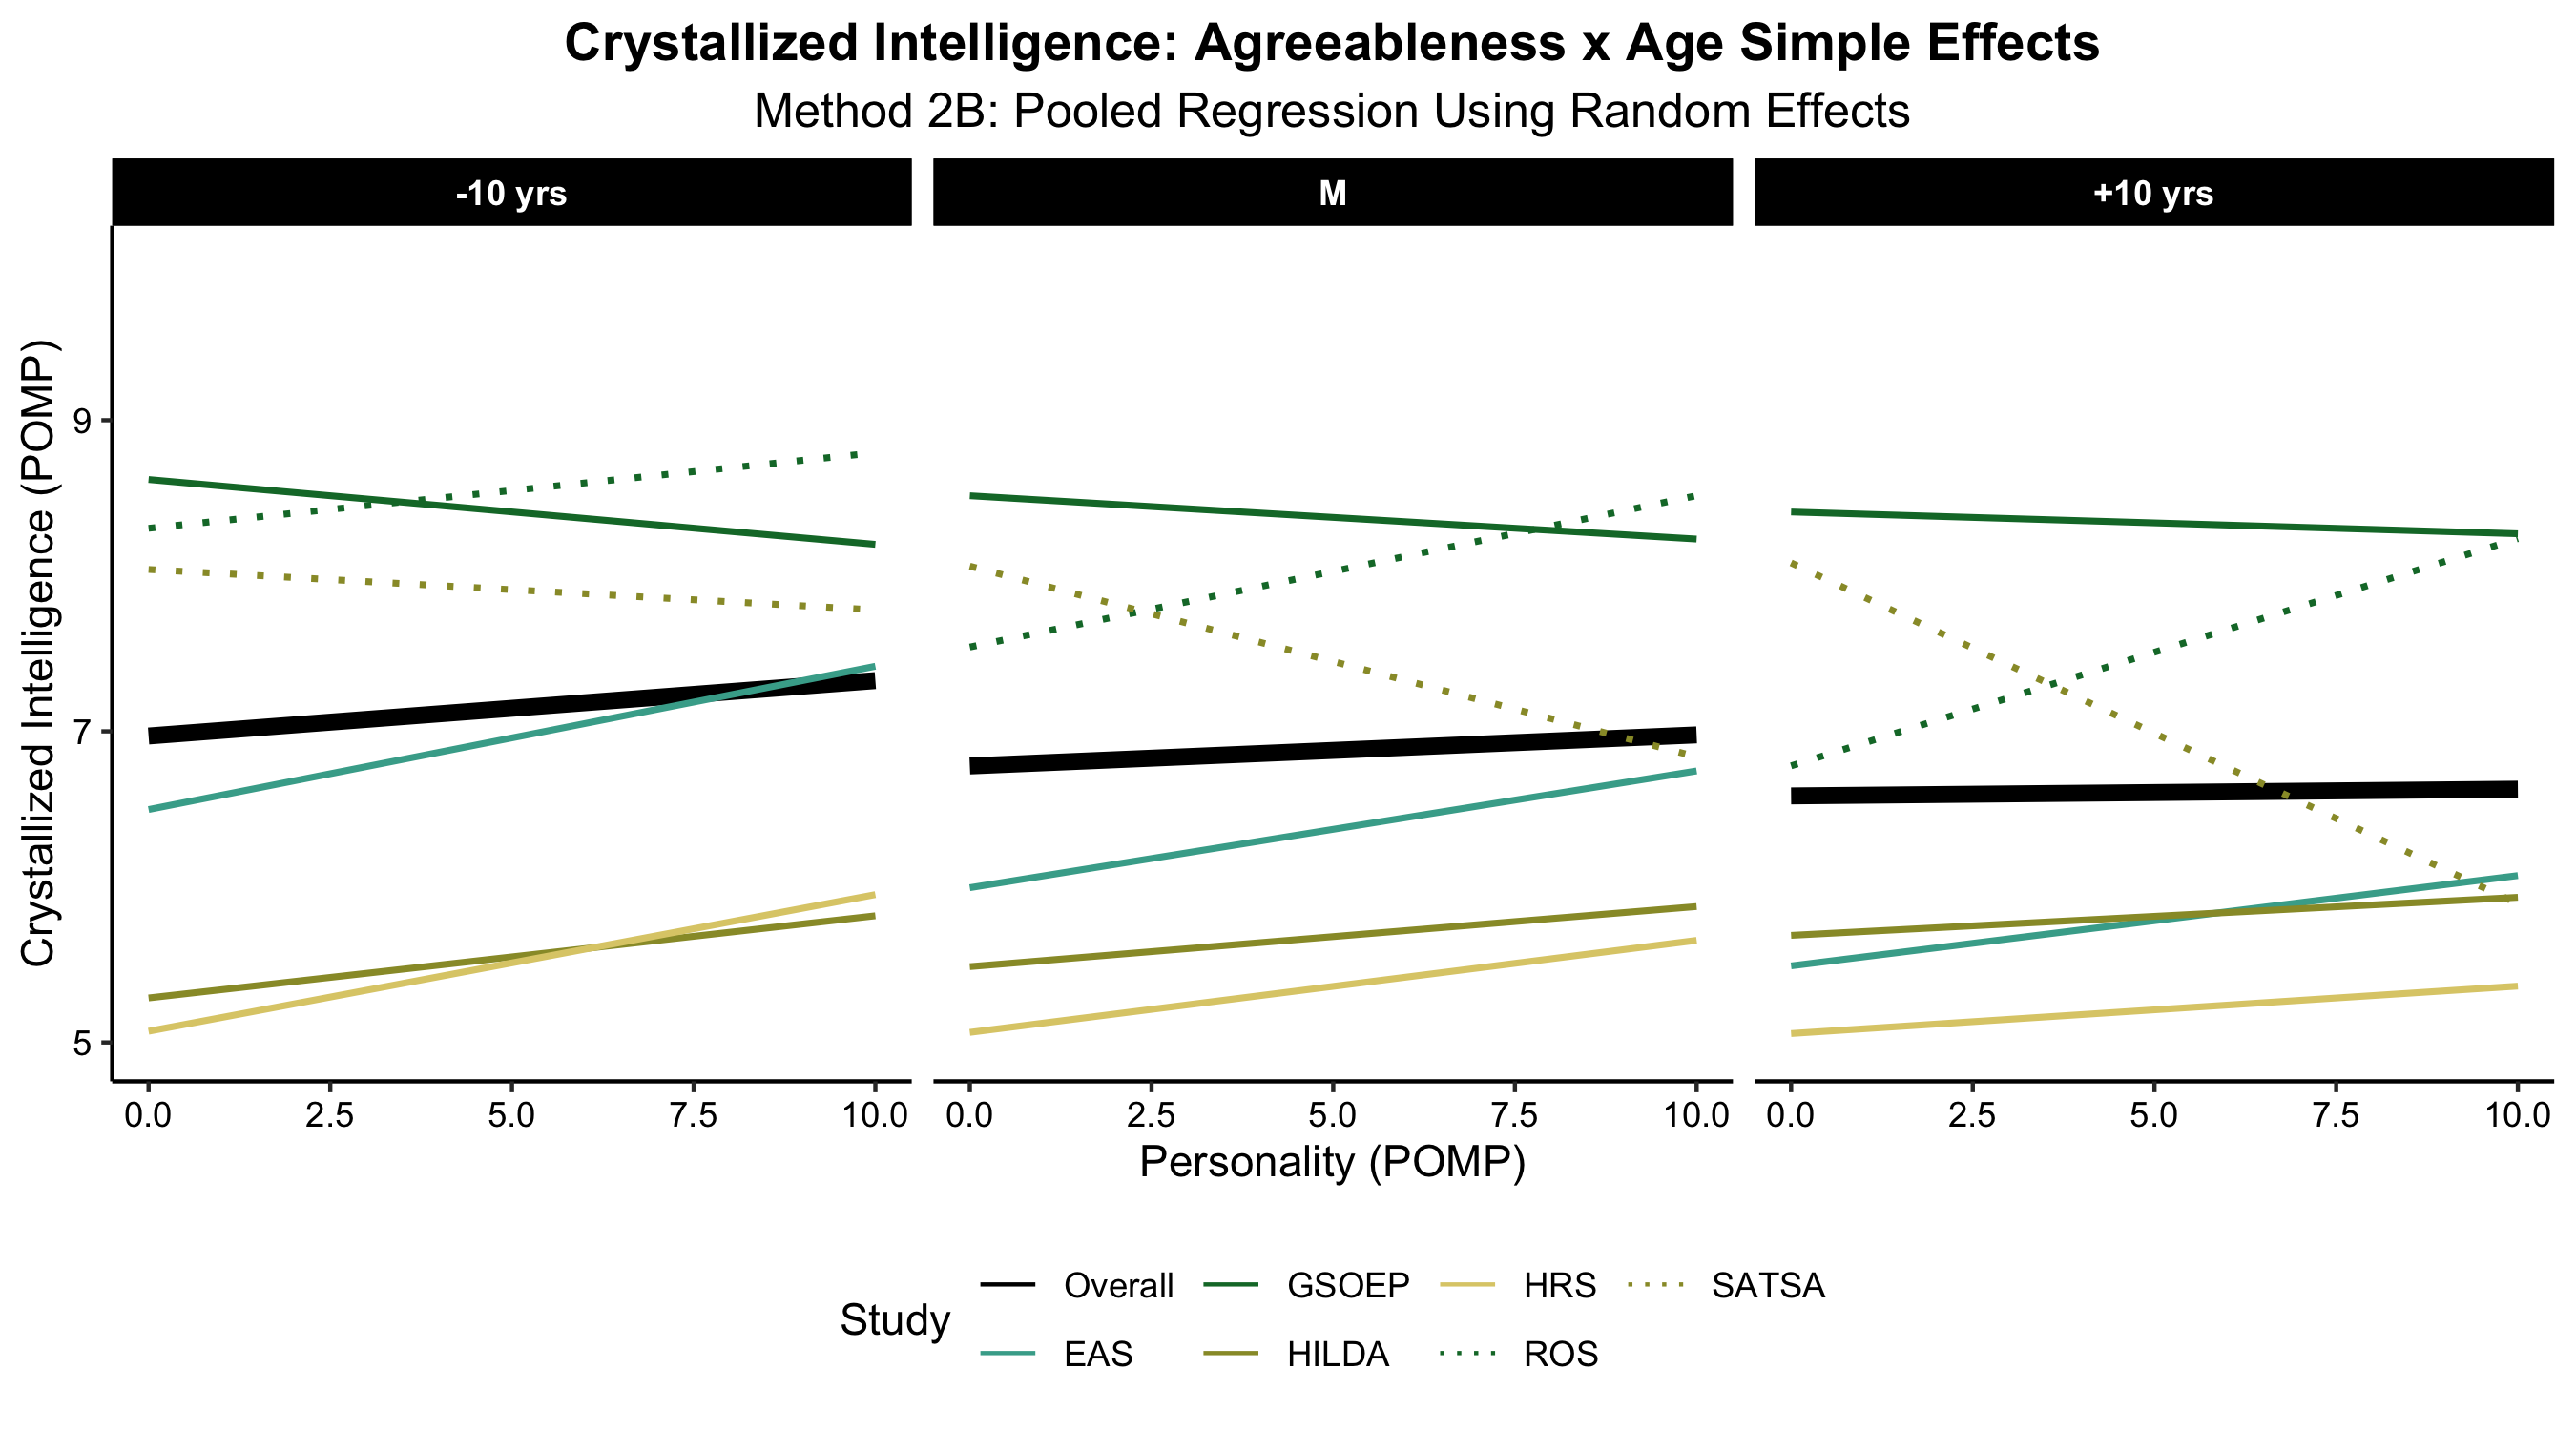 Crystallized Intelligence: Agreeableness x Age Simple Effects
Method 2B: Pooled Regression Using Random Effects
-10 yrs M +10 yrs
Crystallized Intelligence (POMP)
9
7
5
0.0 2.5 5.0 7.5 10.0 0.0 2.5 5.0 7.5 10.0 0.0 2.5 5.0 7.5 10.0
Personality (POMP)
Study
Overall GSOEP HRS SATSA
EAS HILDA ROS